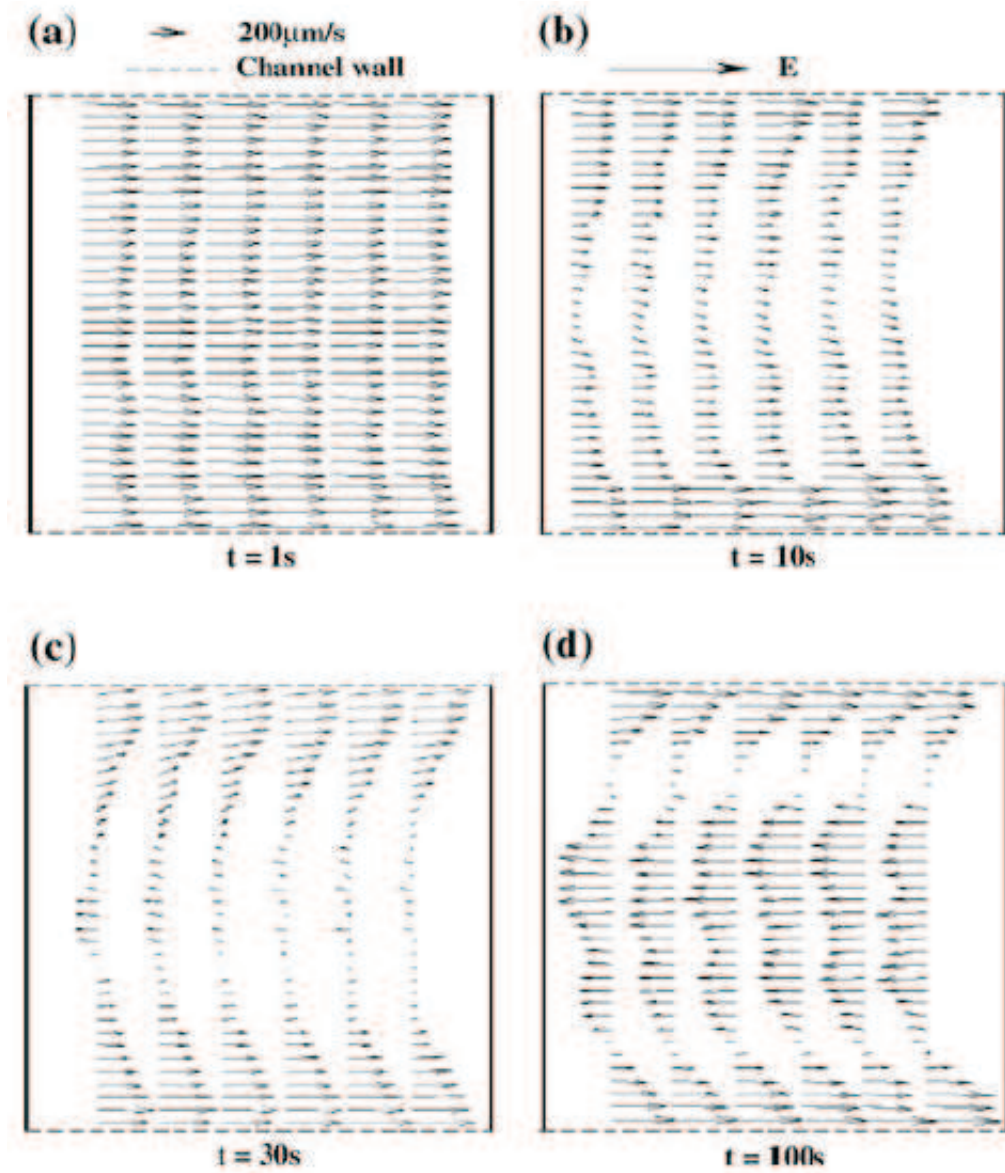 (a) 200μm/s
Channel wall
(b)
E
t = 1s
t = 10s
(c)
(d)
t = 30s
t = 100s